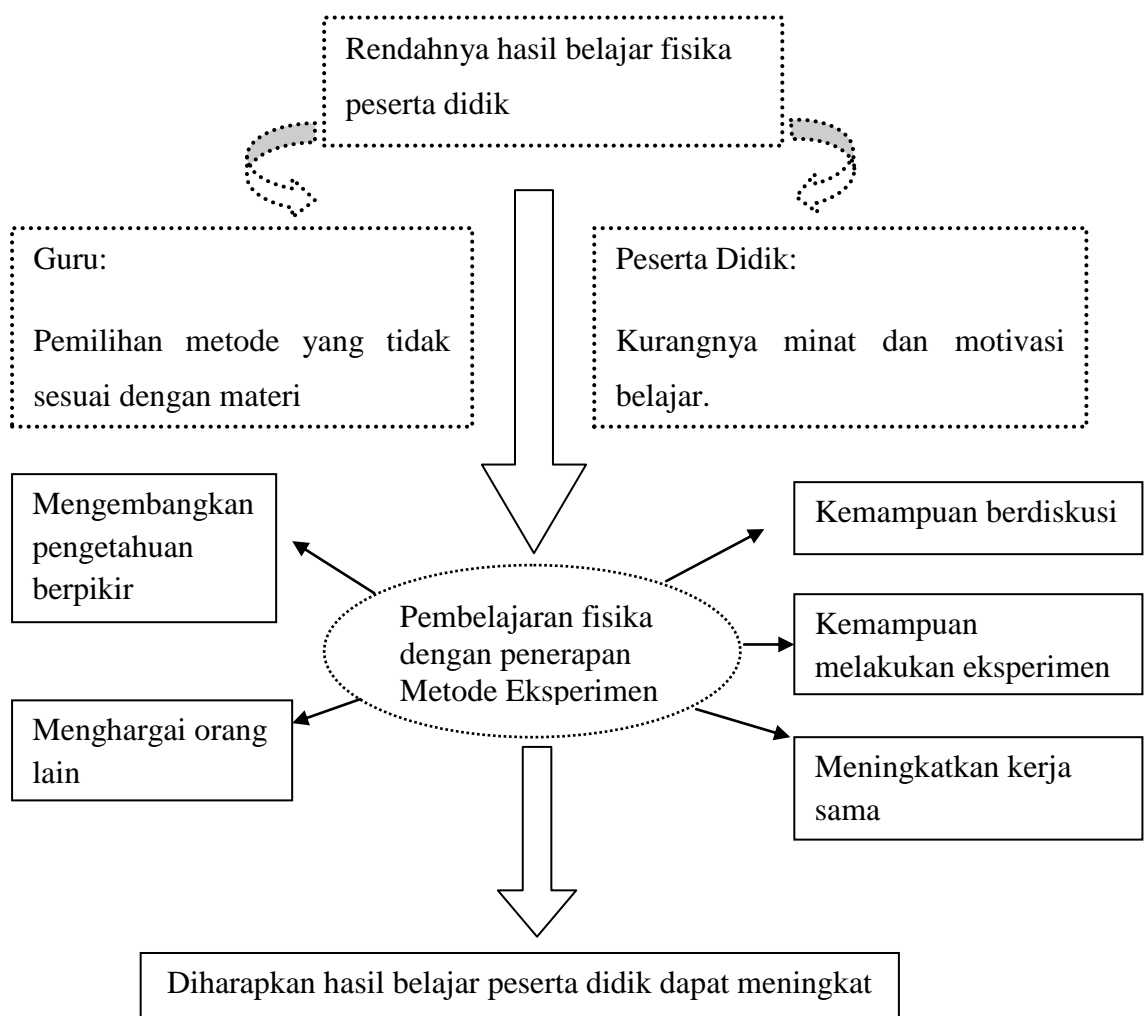 Rendahnya hasil belajar fisika
peserta didik
Guru:
Pemilihan metode yang tidak
sesuai dengan materi
Peserta Didik:
Kurangnya minat dan motivasi
belajar.
Mengembangkan
pengetahuan
berpikir
Kemampuan berdiskusi
Pembelajaran fisika
dengan penerapan
Metode Eksperimen
Kemampuan
melakukan eksperimen
Menghargai orang
lain
Meningkatkan kerja
sama
Diharapkan hasil belajar peserta didik dapat meningkat